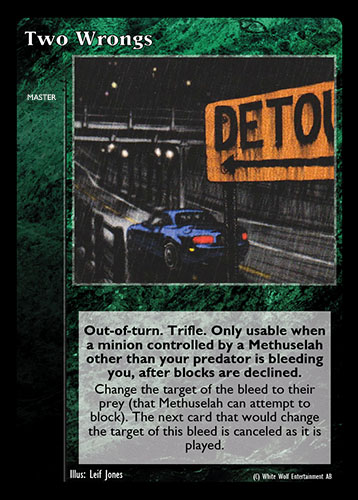 Two Wrongs
MASTER
DETOU
Out-of-turn. Trifle. Only usable when
a minion controlled by a Methuselah
other than your predator is bleeding
you, after blocks are declined.
Change the target of the bleed to their
prey (that Methuselah can attempt to
block). The next card that would change
the target of this bleed is canceled as it is
played.
Illus: Leif Jones
(C) White Wolf Entertainment AB